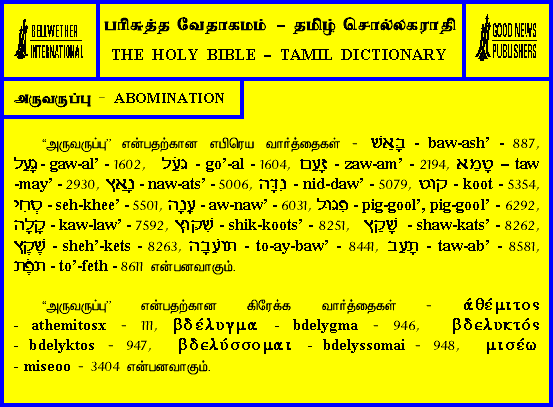 BELLWETHER
INTERNATIONAL
பரிசுத்த வேதாகமம் – தமிழ் சொல்லகராதி
THE HOLY BIBLE – TAMIL DICTIONARY
GOOD NEWS
PUBLISHERS
அருவருப்பு – ABOMINATION
“அருவருப்பு” என்பதற்கான எபிரெய வார்த்தைகள் - בָּאַשׁ - baw-ash’ - 887,
גָּעַל - gaw-al’ - 1602, גֹּעַל - go’-al - 1604, זָעַם - zaw-am’ - 2194, טָמֵא – taw
-may’ - 2930, נָאַץ - naw-ats’ - 5006, נִדָּה - nid-daw’ - 5079, קוּט - koot - 5354,
סְחִי - seh-khee’ - 5501, עָנָה - aw-naw’ - 6031, פִּגּוּל - pig-gool’, pig-gool’ - 6292,
קָלָה - kaw-law’ - 7592, שִׁקּוּץ - shik-koots’ - 8251, שָׁקַץ - shaw-kats’ - 8262,
שֶׁקֶץ - sheh’-kets - 8263, תּוֹעֵבָה - to-ay-baw’ - 8441, תָּעַב - taw-ab’ - 8581,
תֹּפֶת - to’-feth - 8611 என்பனவாகும்.
“அருவருப்பு” என்பதற்கான கிரேக்க வார்த்தைகள் - ἀθέμιτος
- athemitosx - 111, βδέλυγμα - bdelygma - 946, βδελυκτός
- bdelyktos - 947, βδελύσσομαι - bdelyssomai - 948, μισέω
- miseoo - 3404 என்பனவாகும்.